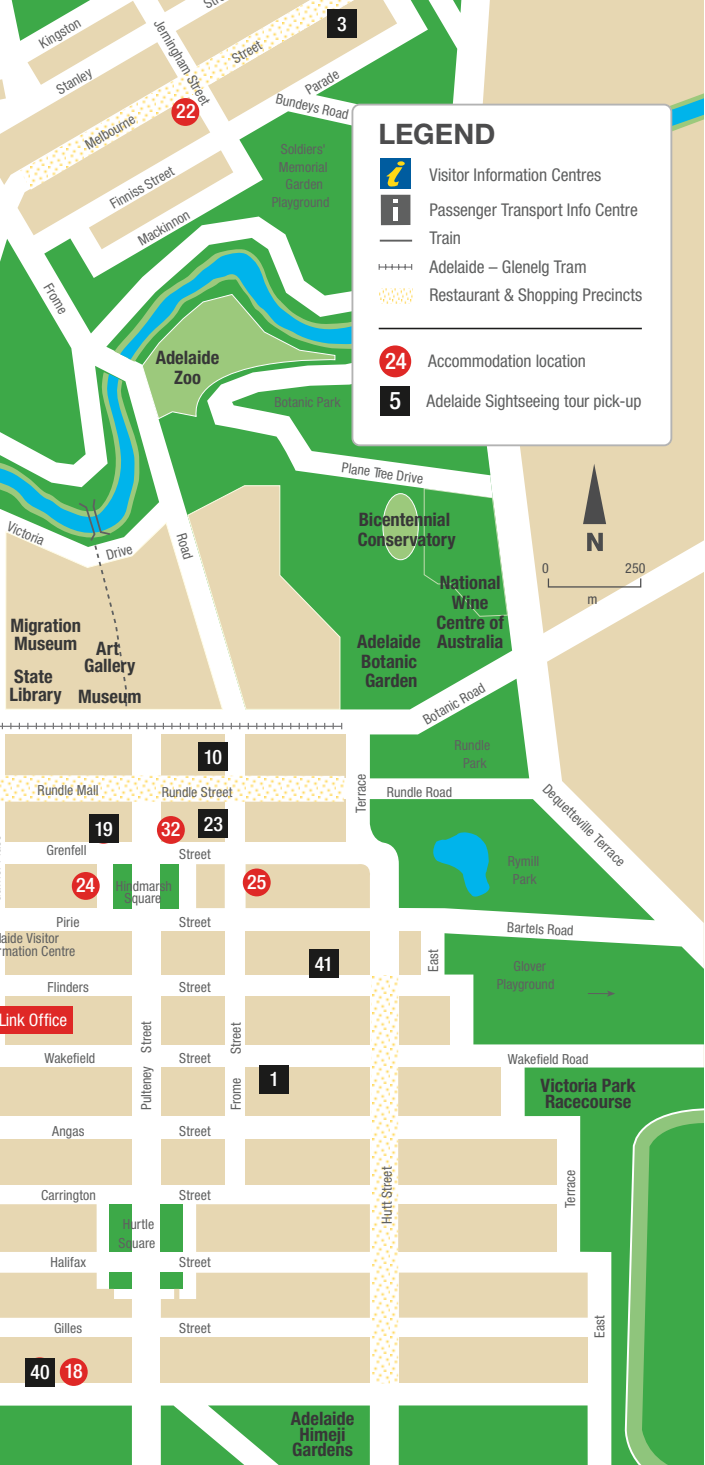 Kingston
Jerningham Street
3
Stanley
Street
Parade
Bundeys Road
22
Melbourne
Finniss Street
Mackinnon
Soldiers'
Memorial
Garden
Playground
LEGEND
i
Visitor Information Centres
i
Passenger Transport Info Centre
Train
Adelaide – Glenelg Tram
Restaurant & Shopping Precincts
24
Accommodation location
5
Adelaide Sightseeing tour pick-up
Frome
Adelaide
Zoo
Botanic Park
Plane Tree Drive
N
0
250
m
Victoria
Drive
Road
Bicentennial
Conservatory
National
Wine
Centre of
Australia
Migration
Museum
Art
Gallery
State
Library
Museum
Adelaide
Botanic
Garden
Botanic Road
10
Rundle
Park
Rundle Mall
Rundle Street
Terrace
Rundle Road
Dequetteville Terrace
19
32
23
Grenfell
Street
Rymill
Park
24
Hindmarsh
Square
25
Pirie
Street
Bartels Road
laide Visitor
rmation Centre
41
East
Glover
Playground
Flinders
Street
Link Office
Street
Street
Wakefield
Street
Wakefield Road
Pulteney
Frome
1
Victoria Park
Racecourse
Angas
Street
Carrington
Street
Hutt Street
Terrace
Hurtle
Square
Halifax
Street
Gilles
Street
East
40
18
Adelaide
Himeji
Gardens